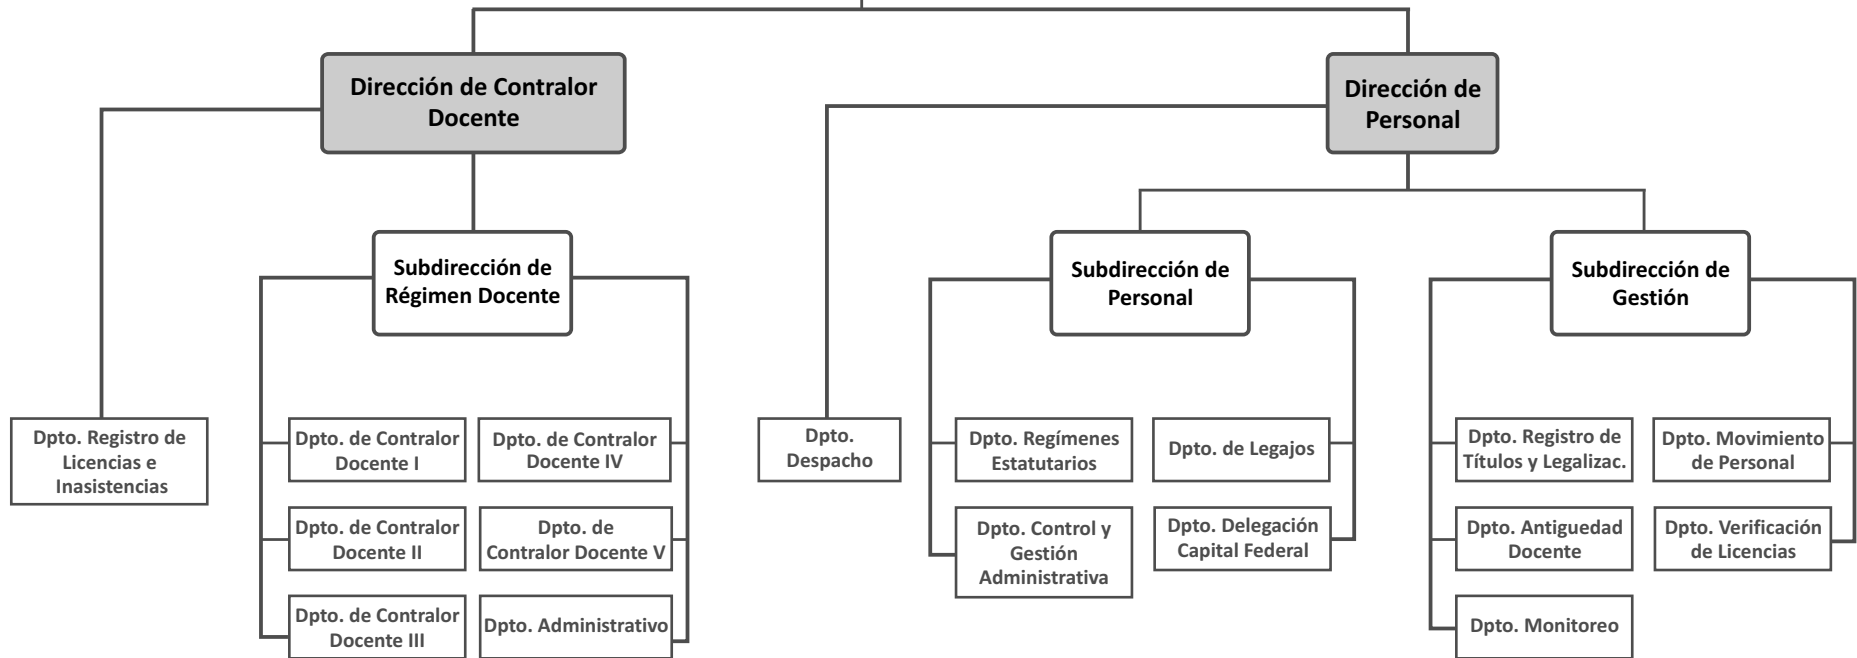 Dirección de Contralor
Docente
Dirección de
Personal
Subdirección de
Régimen Docente
Subdirección de
Personal
Subdirección de
Gestión
Dpto. Registro de
Licencias e
Inasistencias
Dpto. de Contralor
Docente I
Dpto. de Contralor
Docente IV
Dpto. de Contralor
Docente II
Dpto. de
Contralor Docente V
Dpto. de Contralor
Docente III
Dpto. Administrativo
Dpto.
Despacho
Dpto. Regímenes
Estatutarios
Dpto. de Legajos
Dpto. Control y
Gestión
Administrativa
Dpto. Delegación
Capital Federal
Dpto. Registro de
Títulos y Legalizac.
Dpto. Movimiento
de Personal
Dpto. Antiguedad
Docente
Dpto. Verificación
de Licencias
Dpto. Monitoreo